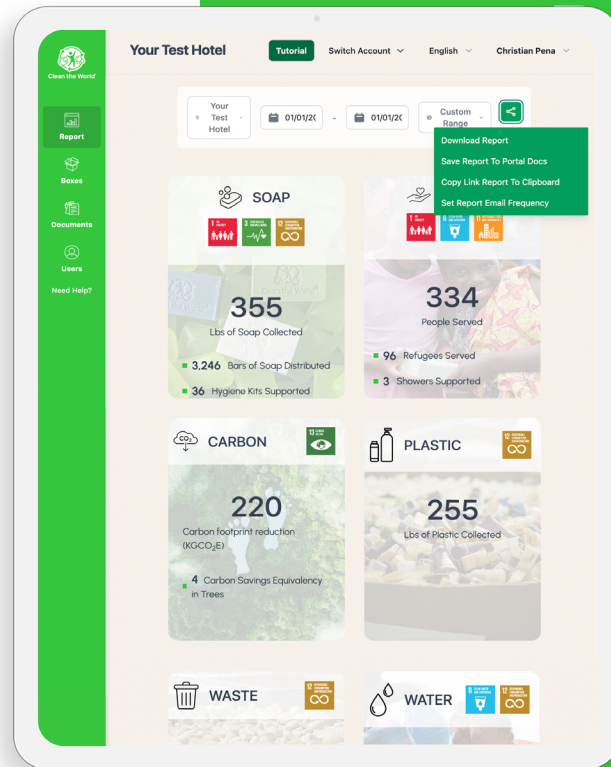 Clean the World
Your Test Hotel
Tutorial
Switch Account
English
Christian Pena
Report
Boxes
Documents
Users
Need Help?
Your
Test
Hotel
01/01/20
-
01/01/20
Custom
Range
Download Report
Save Report To Portal Docs
Copy Link Report To Clipboard
Set Report Email Frequency
SOAP
355
Lbs of Soap Collected
3,246 Bars of Soap Distributed
36 Hygiene Kits Supported
334
People Served
96 Refugees Served
3 Showers Supported
CARBON
220
Carbon footprint reduction
(KGCO₂E)
4 Carbon Savings Equivalency
in Trees
PLASTIC
255
Lbs of Plastic Collected
WASTE
WATER